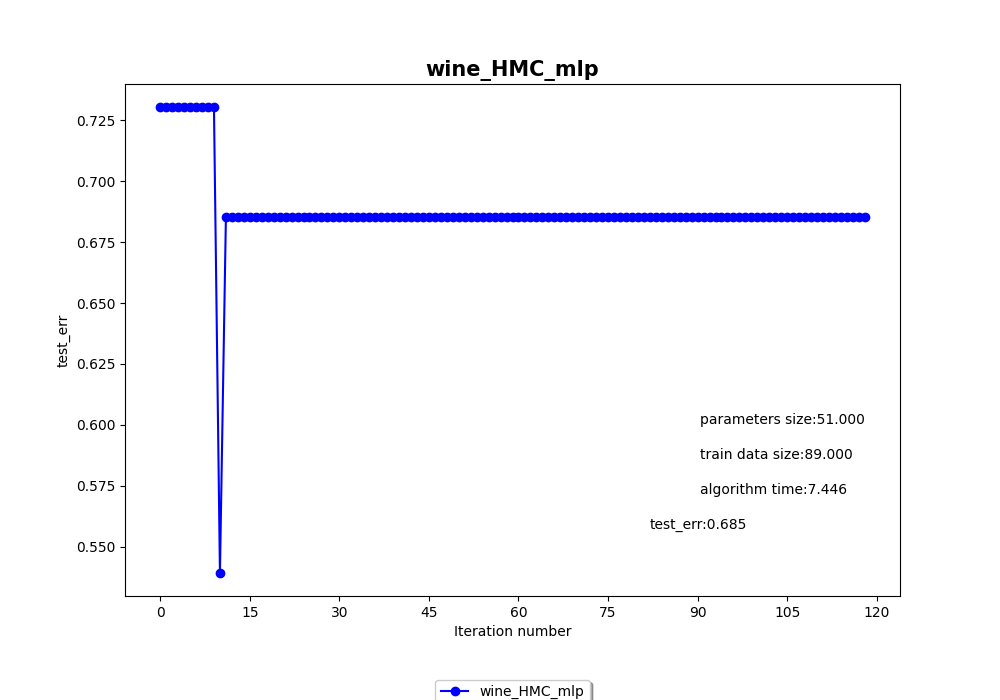 wine_HMC_mlp
0.725
0.700
0.675
0.650
0.625
0.600
0.575
0.550
test_err
parameters size:51.000
train data size:89.000
algorithm time:7.446
test_err:0.685
0 15 30 45 60 75 90 105 120
Iteration number
wine_HMC_mlp